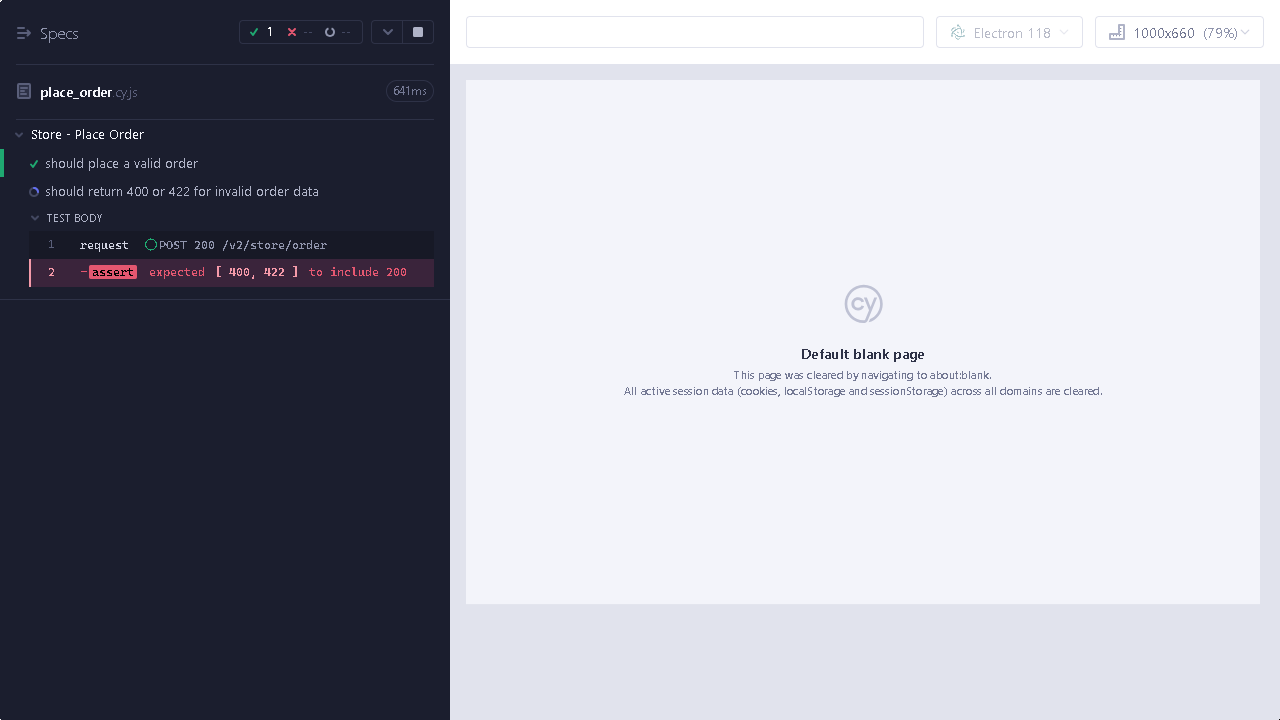 Specs
1 -- --
place_order.cy.js 641ms
Store - Place Order
should place a valid order
should return 400 or 422 for invalid order data
TEST BODY
1 request POST 200 /v2/store/order
2 -assert expected [ 400, 422 ] to include 200
Electron 118
1000x660 (79%)
cy
Default blank page
This page was cleared by navigating to about:blank.
All active session data (cookies, localStorage and sessionStorage) across all domains are cleared.